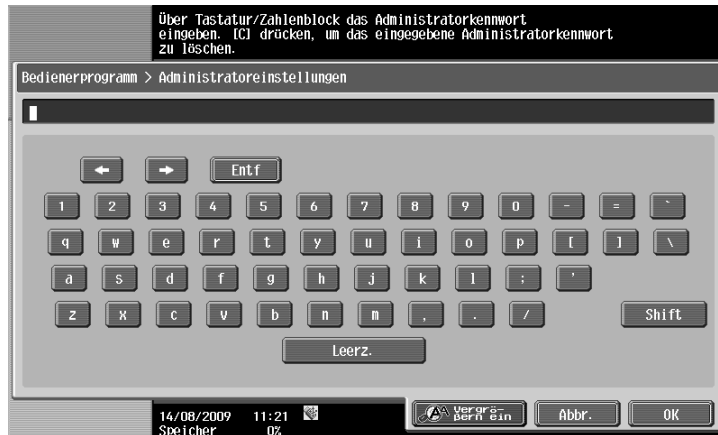 Über Tastatur/Zahlenblock das Administratorkennwort
eingeben. [C] drücken, um das eingegebene Administratorkennwort
zu löschen.
Bedienerprogramm > Administratoreinstellungen
Entf
1 2 3 4 5 6 7 8 9 0 - = `
q w e r t y u i o p [ ] \
a s d f g h j k l ; '
z x c v b n m , . / Shift
Leerz.
14/08/2009 11:21
Speicher 0%
Vergrö-
ßern ein
Abbr.
OK